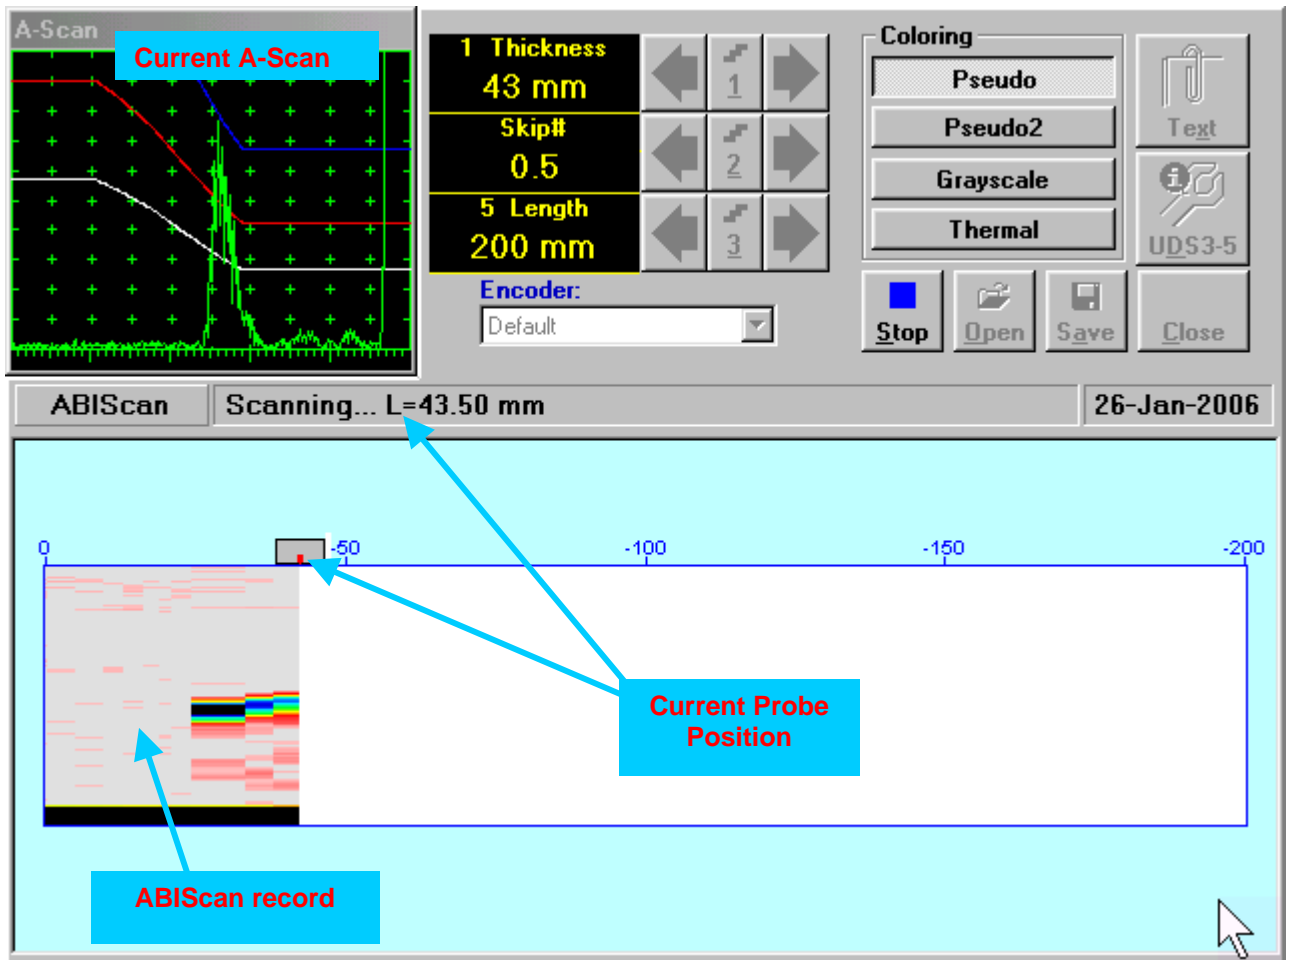 A-Scan
Current A-Scan
1 Thickness
43 mm
Skip#
0.5
5 Length
200 mm
1
2
3
Encoder:
Default
Coloring
Pseudo
Pseudo2
Grayscale
Thermal
Text
UDS3-5
Stop
Open
Save
Close
ABIScan
Scanning... L=43.50 mm
26-Jan-2006
0 -50 -100 -150 -200
Current Probe
Position
ABIScan record